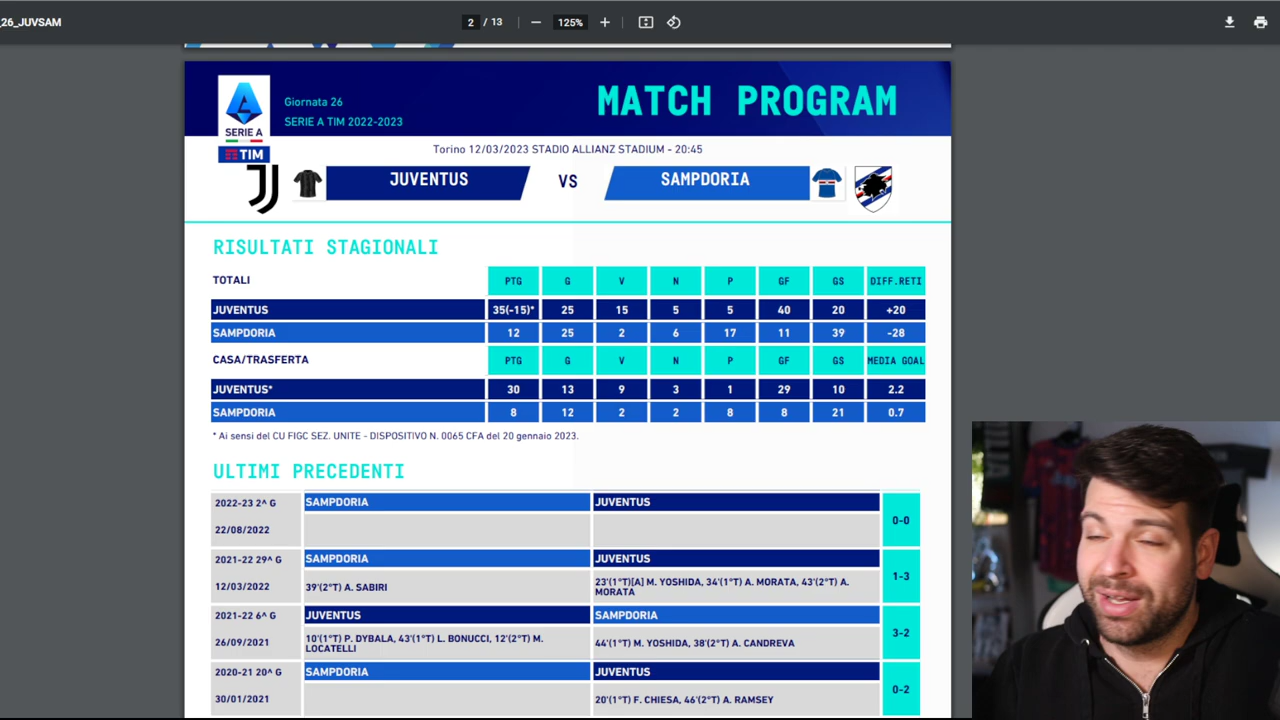 _26_JUVSAM
2 / 13
125%
Giornata 26
SERIE A TIM 2022-2023
MATCH PROGRAM
SERIE A
TIM
Torino 12/03/2023 STADIO ALLIANZ STADIUM - 20:45
JUVENTUS VS SAMPDORIA
RISULTATI STAGIONALI
TOTALI PTG G V N P GF GS DIFF.RETI
JUVENTUS 35(-15)* 25 15 5 5 40 20 +20
SAMPDORIA 12 25 2 6 17 11 39 -28
CASA/TRASFERTA PTG G V N P GF GS MEDIA GOAL
JUVENTUS* 30 13 9 3 1 29 10 2.2
SAMPDORIA 8 12 2 2 8 8 21 0.7
* Ai sensi del CU FIGC SEZ. UNITE - DISPOSITIVO N. 0065 CFA del 20 gennaio 2023.
ULTIMI PRECEDENTI
2022-23 2^ G SAMPDORIA JUVENTUS
0-0
22/08/2022
2021-22 29^ G SAMPDORIA JUVENTUS
1-3
12/03/2022 39'(2°T) A. SABIRI 23'(1°T)[A] M. YOSHIDA, 34'(1°T) A. MORATA, 43'(2°T) A.
MORATA
2021-22 6^ G JUVENTUS SAMPDORIA
3-2
26/09/2021 10'(1°T) P. DYBALA, 43'(1°T) L. BONUCCI, 12'(2°T) M.
LOCATELLI
44'(1°T) M. YOSHIDA, 38'(2°T) A. CANDREVA
2020-21 20^ G SAMPDORIA JUVENTUS
0-2
30/01/2021 20'(1°T) F. CHIESA, 46'(2°T) A. RAMSEY